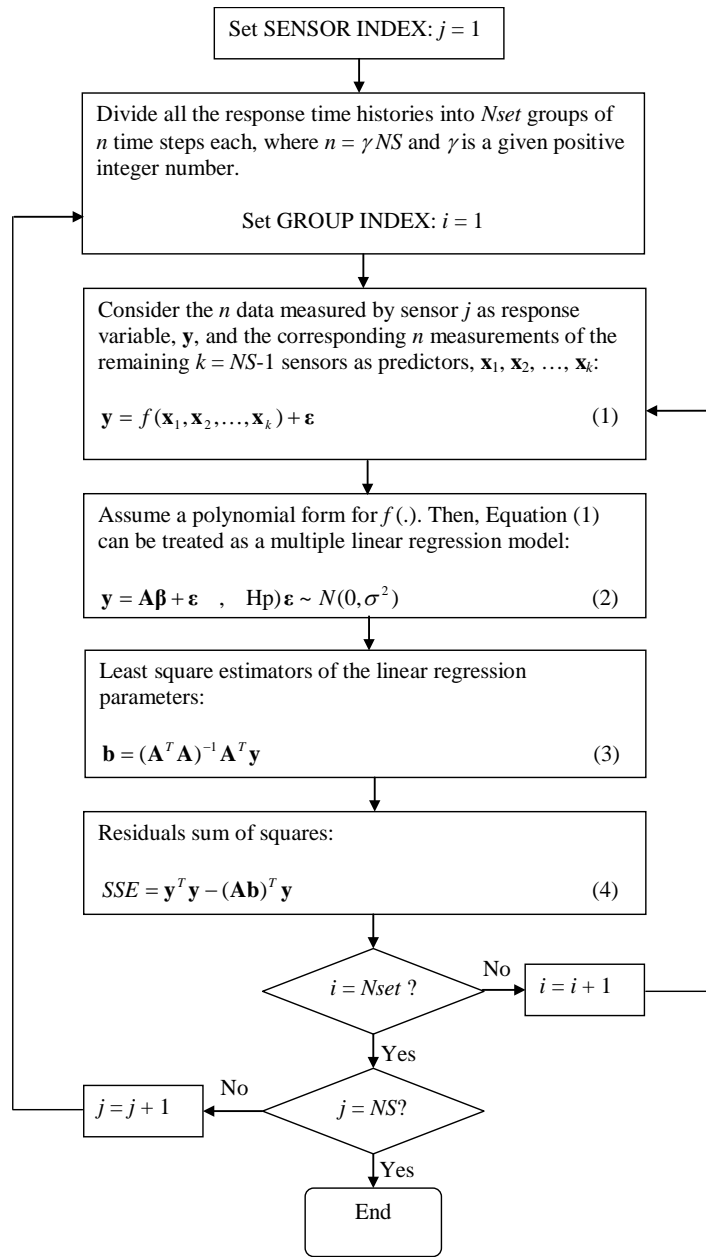 Set SENSOR INDEX: j = 1
Divide all the response time histories into Nset groups of
n time steps each, where n = γ NS and γ is a given positive
integer number.
Set GROUP INDEX: i = 1
Consider the n data measured by sensor j as response
variable, y, and the corresponding n measurements of the
remaining k = NS-1 sensors as predictors, x₁, x₂, …, xₖ:
y = f(x₁,x₂,…,xₖ) + ε (1)
Assume a polynomial form for f (.). Then, Equation (1)
can be treated as a multiple linear regression model:
y = Aβ + ε , Hp) ε ~ N(0,σ²) (2)
Least square estimators of the linear regression
parameters:
b = (Aᵀ A)⁻¹ Aᵀ y (3)
Residuals sum of squares:
SSE = yᵀ y − (Ab)ᵀ y (4)
i = Nset ?
No
i = i + 1
Yes
j = NS?
No
j = j + 1
Yes
End